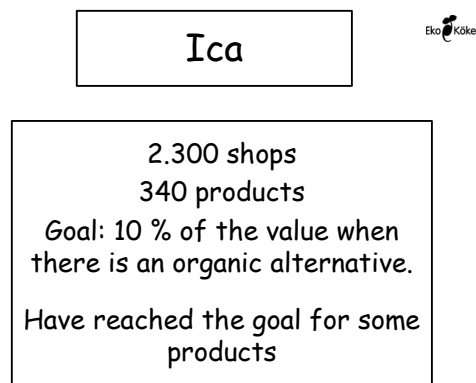 Ica
Eko Köket
2.300 shops
340 products
Goal: 10 % of the value when
there is an organic alternative.
Have reached the goal for some
products